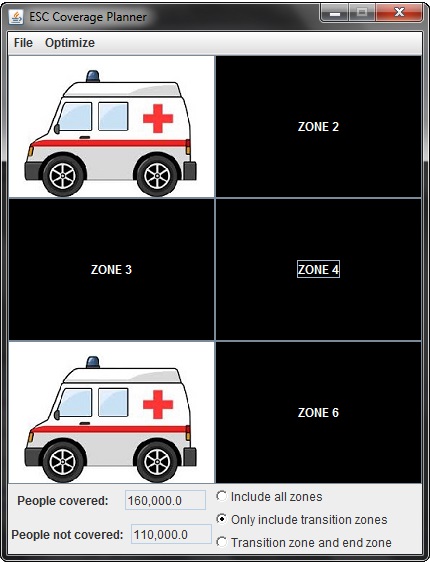 ESC Coverage Planner
File Optimize
ZONE 2
ZONE 3
ZONE 4
ZONE 6
People covered: 160,000.0
People not covered: 110,000.0
Include all zones
Only include transition zones
Transition zone and end zone